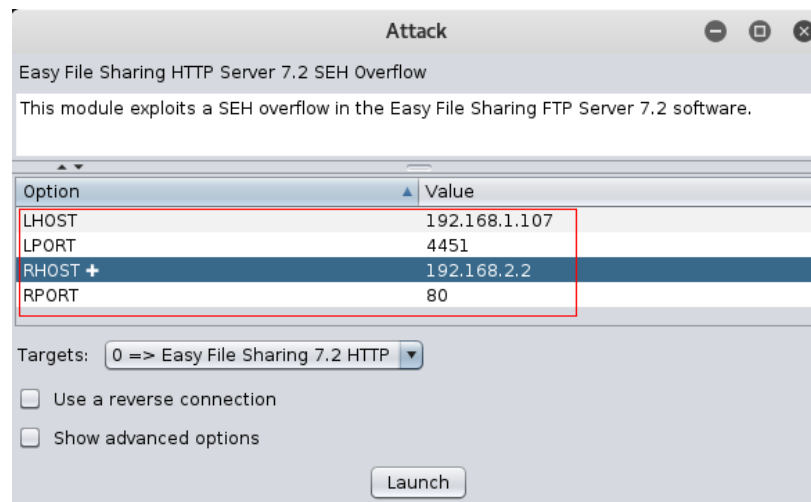 Attack
Easy File Sharing HTTP Server 7.2 SEH Overflow
This module exploits a SEH overflow in the Easy File Sharing FTP Server 7.2 software.
Option Value
LHOST 192.168.1.107
LPORT 4451
RHOST + 192.168.2.2
RPORT 80
Targets: 0 => Easy File Sharing 7.2 HTTP
Use a reverse connection
Show advanced options
Launch